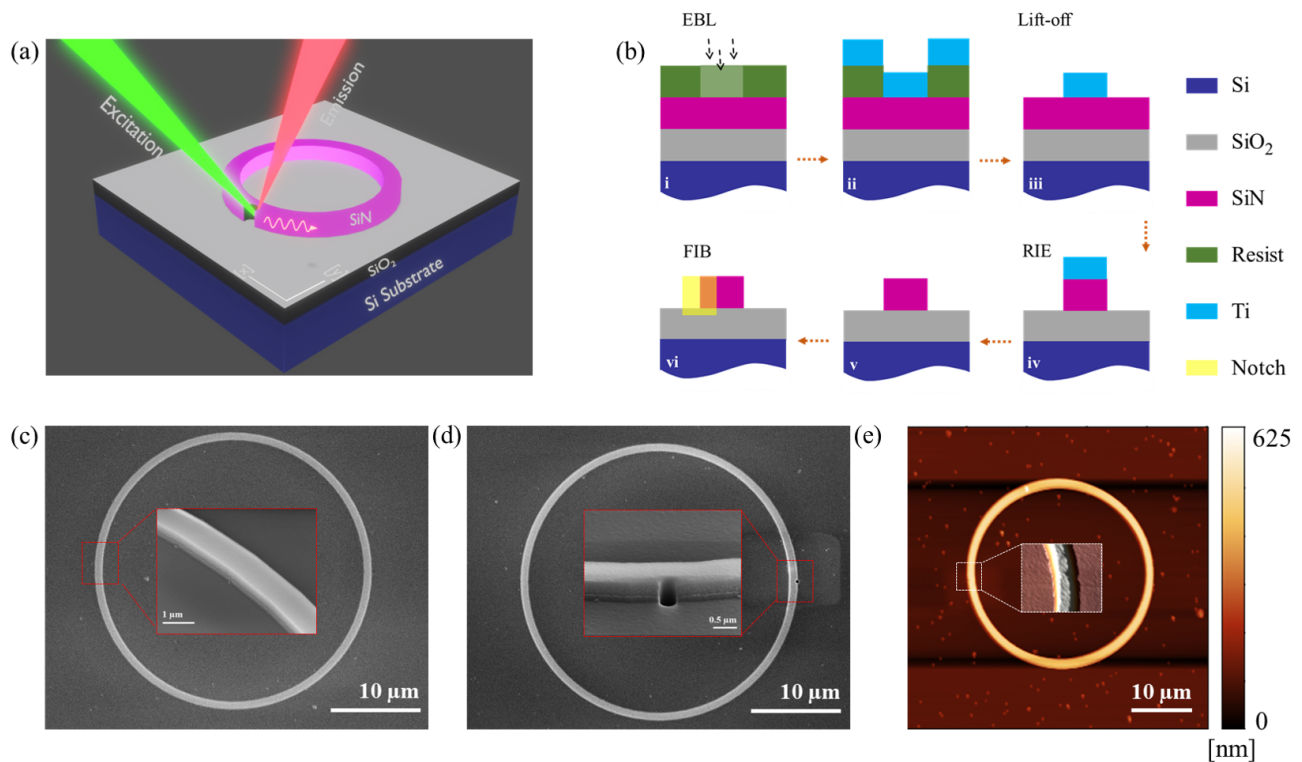 (a)
Excitation
Emission
SiN
SiO2
Si Substrate
(b)
EBL
Lift-off
i
ii
iii
FIB
RIE
vi
v
iv
Si
SiO₂
SiN
Resist
Ti
Notch
(c)
1 μm
10 μm
(d)
0.5 μm
10 μm
(e)
10 μm
625
0
[nm]